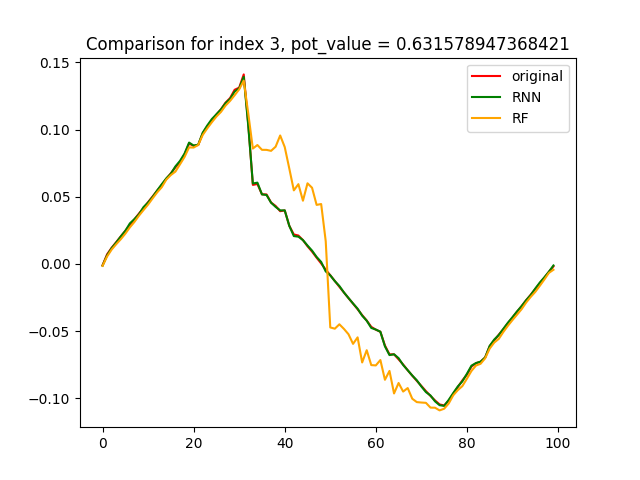 Comparison for index 3, pot_value = 0.631578947368421
0.15
0.10
0.05
0.00
−0.05
−0.10
0 20 40 60 80 100
original
RNN
RF